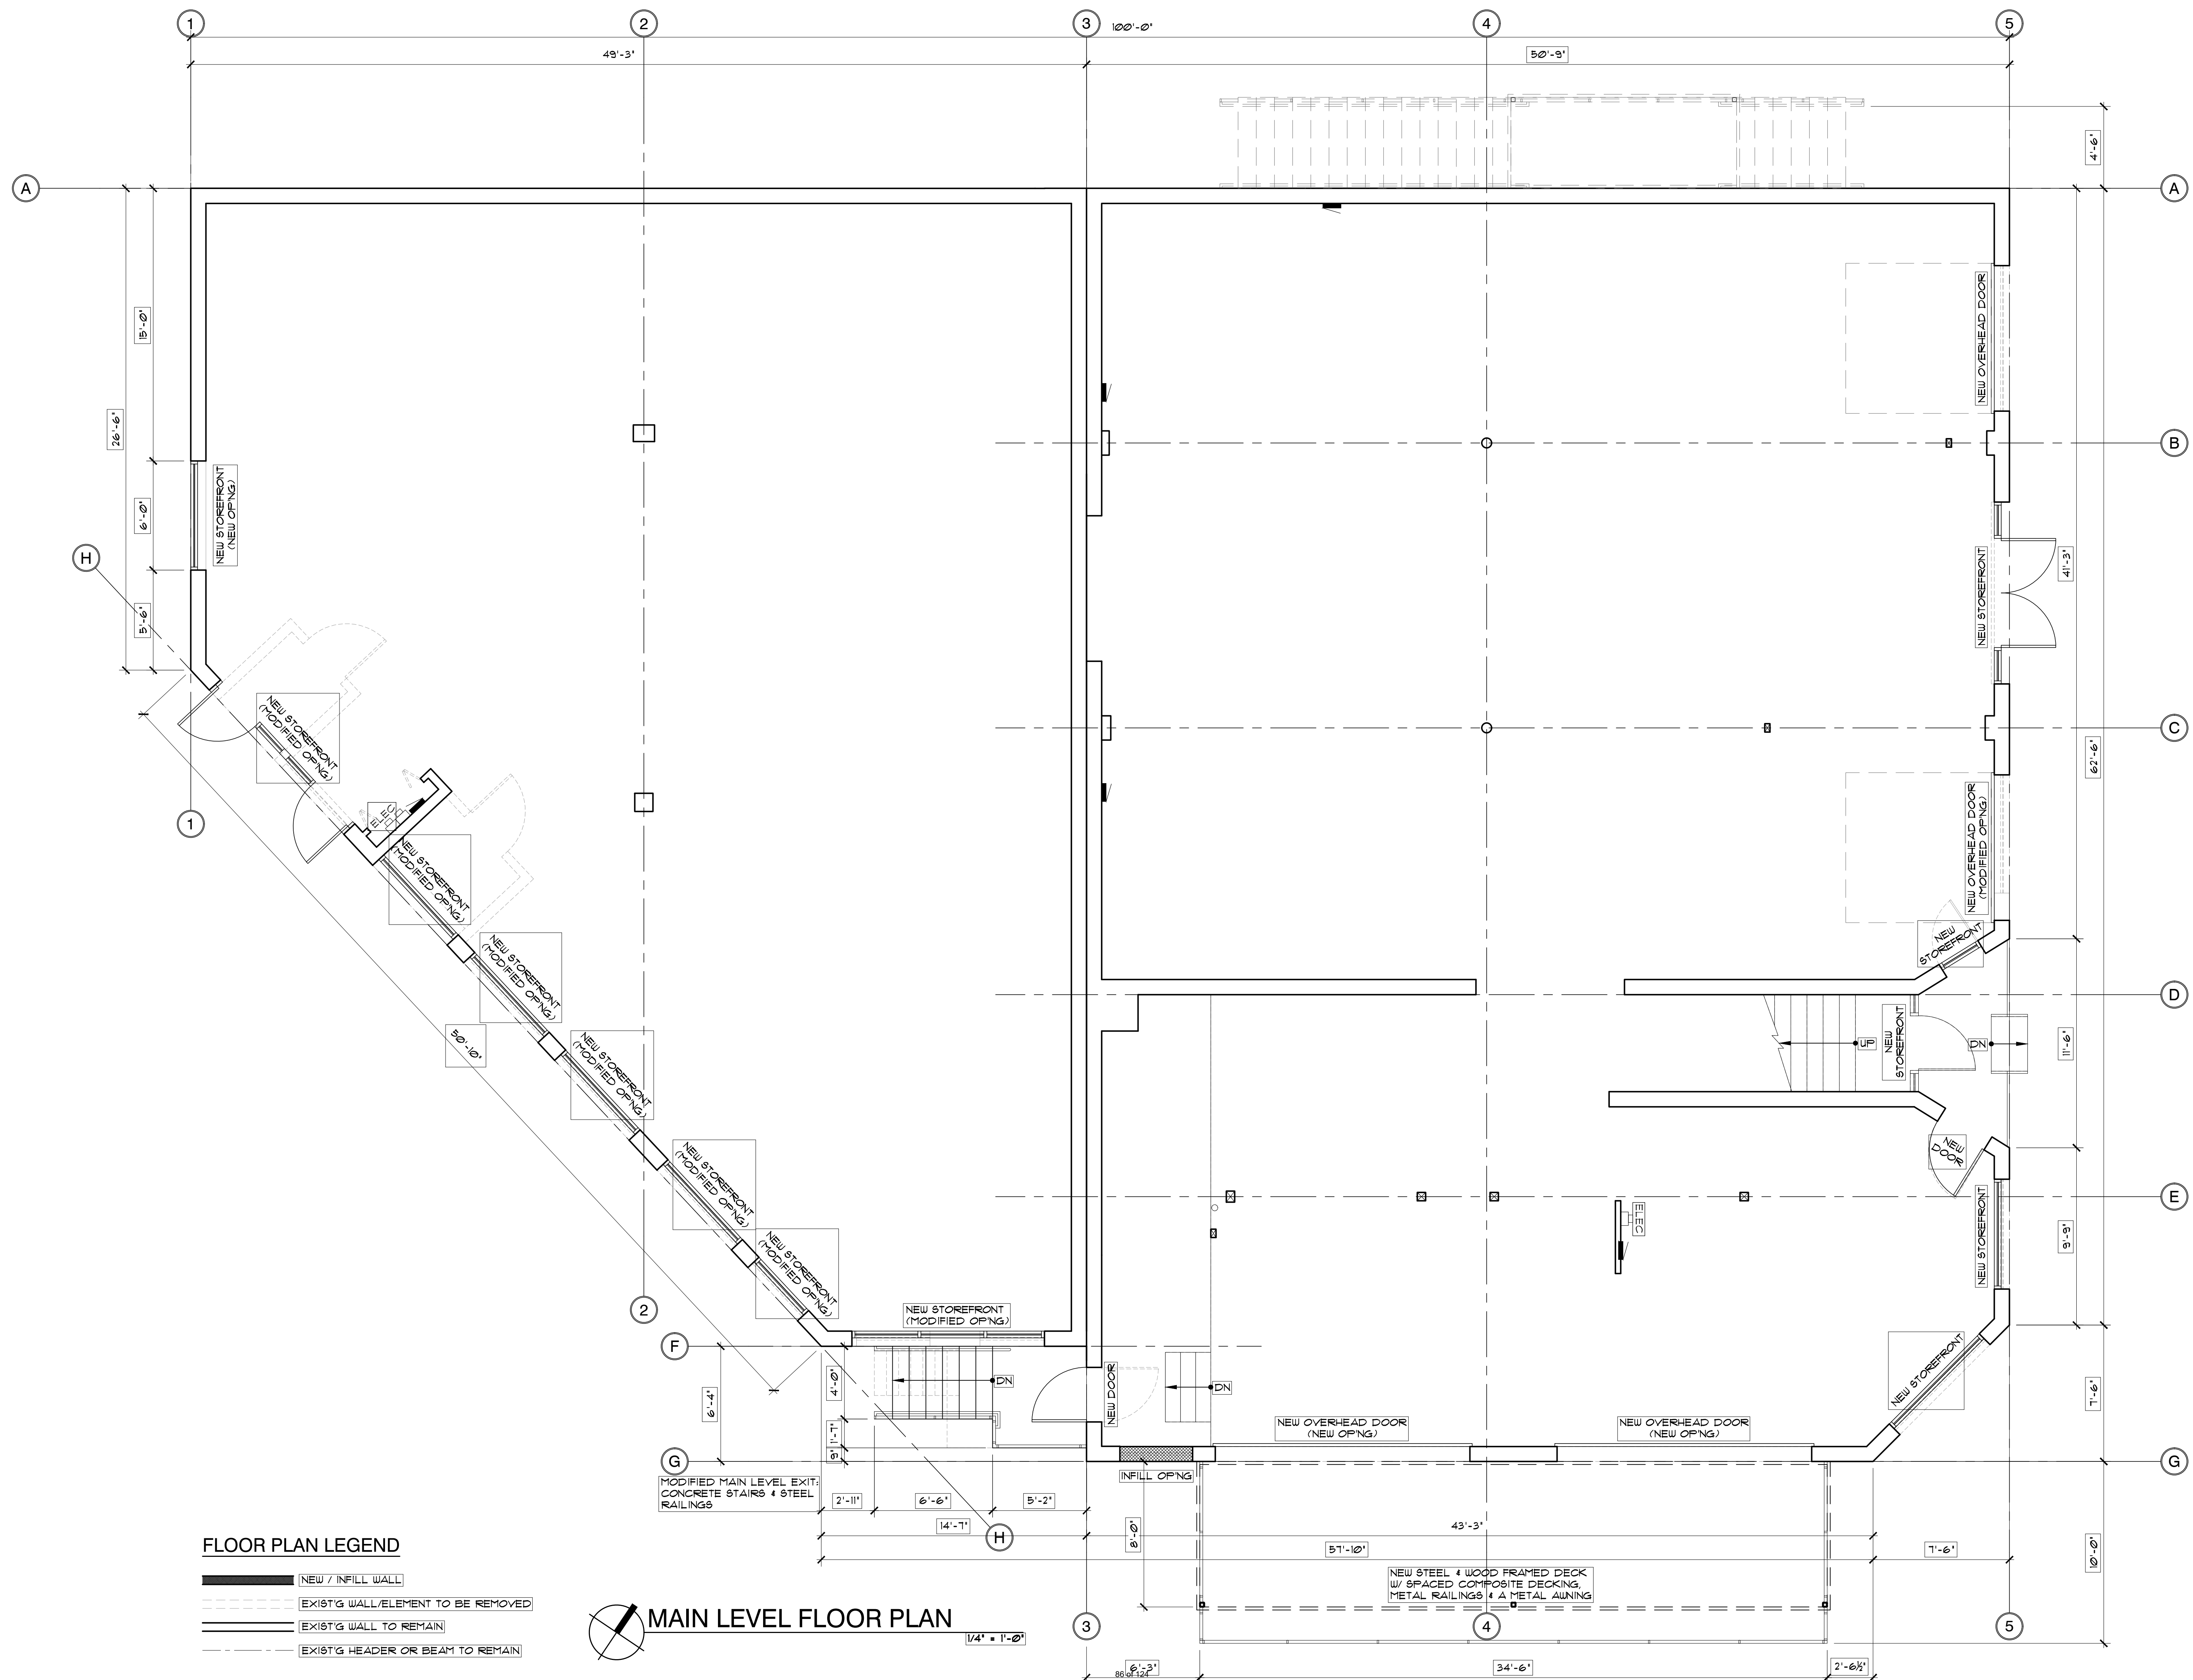 1
2
3
4
5
100'-0"
49'-3"
50'-9"
4'-6"
A
A
15'-0"
26'-6"
6'-0"
5'-6"
H
NEW STOREFRONT
(NEW OP'NG)
NEW OVERHEAD DOOR
B
NEW STOREFRONT
41'-3"
62'-6"
C
NEW OVERHEAD DOOR
(MODIFIED OP'NG)
NEW
STOREFRONT
D
NEW STOREFRONT
(MODIFIED OP'NG)
ELEC
1
NEW STOREFRONT
(MODIFIED OP'NG)
NEW STOREFRONT
(MODIFIED OP'NG)
50'-10"
NEW STOREFRONT
(MODIFIED OP'NG)
NEW STOREFRONT
(MODIFIED OP'NG)
NEW STOREFRONT
(MODIFIED OP'NG)
UP
NEW
STOREFRONT
DN
11'-6"
NEW
DOOR
E
ELEC
NEW STOREFRONT
9'-9"
2
NEW STOREFRONT
(MODIFIED OP'NG)
F
6'-4"
4'-0"
1'-7"
9"
DN
NEW DOOR
DN
NEW STOREFRONT
7'-6"
NEW OVERHEAD DOOR
(NEW OP'NG)
NEW OVERHEAD DOOR
(NEW OP'NG)
G
G
INFILL OP'NG
MODIFIED MAIN LEVEL EXIT:
CONCRETE STAIRS & STEEL
RAILINGS
2'-11"
6'-6"
5'-2"
14'-7"
H
8'-0"
43'-3"
57'-10"
7'-6"
10'-0"
NEW STEEL & WOOD FRAMED DECK
W/ SPACED COMPOSITE DECKING,
METAL RAILINGS & A METAL AWNING
3
4
5
FLOOR PLAN LEGEND
NEW / INFILL WALL
EXIST'G WALL/ELEMENT TO BE REMOVED
EXIST'G WALL TO REMAIN
EXIST'G HEADER OR BEAM TO REMAIN
MAIN LEVEL FLOOR PLAN
1/4" = 1'-0"
6'-3"
86 of 124
34'-6"
2'-6½"